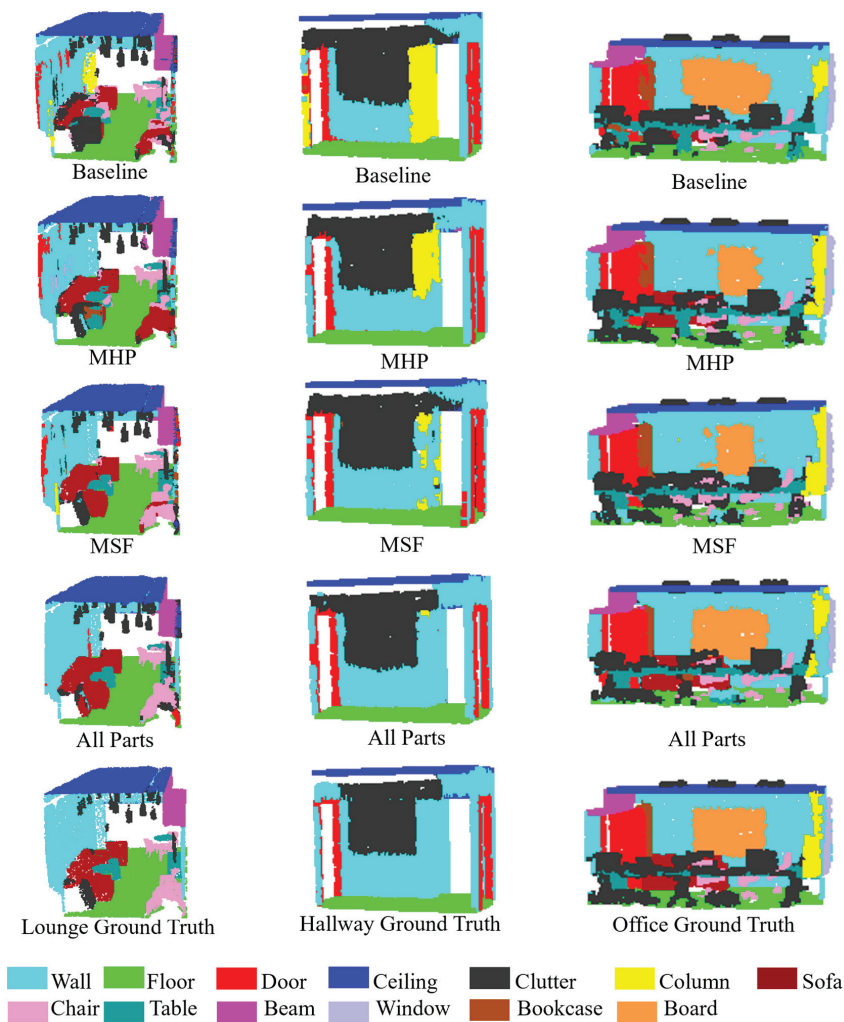 Baseline Baseline Baseline
MHP MHP MHP
MSF MSF MSF
All Parts All Parts All Parts
Lounge Ground Truth Hallway Ground Truth Office Ground Truth
Wall Floor Door Ceiling Clutter Column Sofa
Chair Table Beam Window Bookcase Board